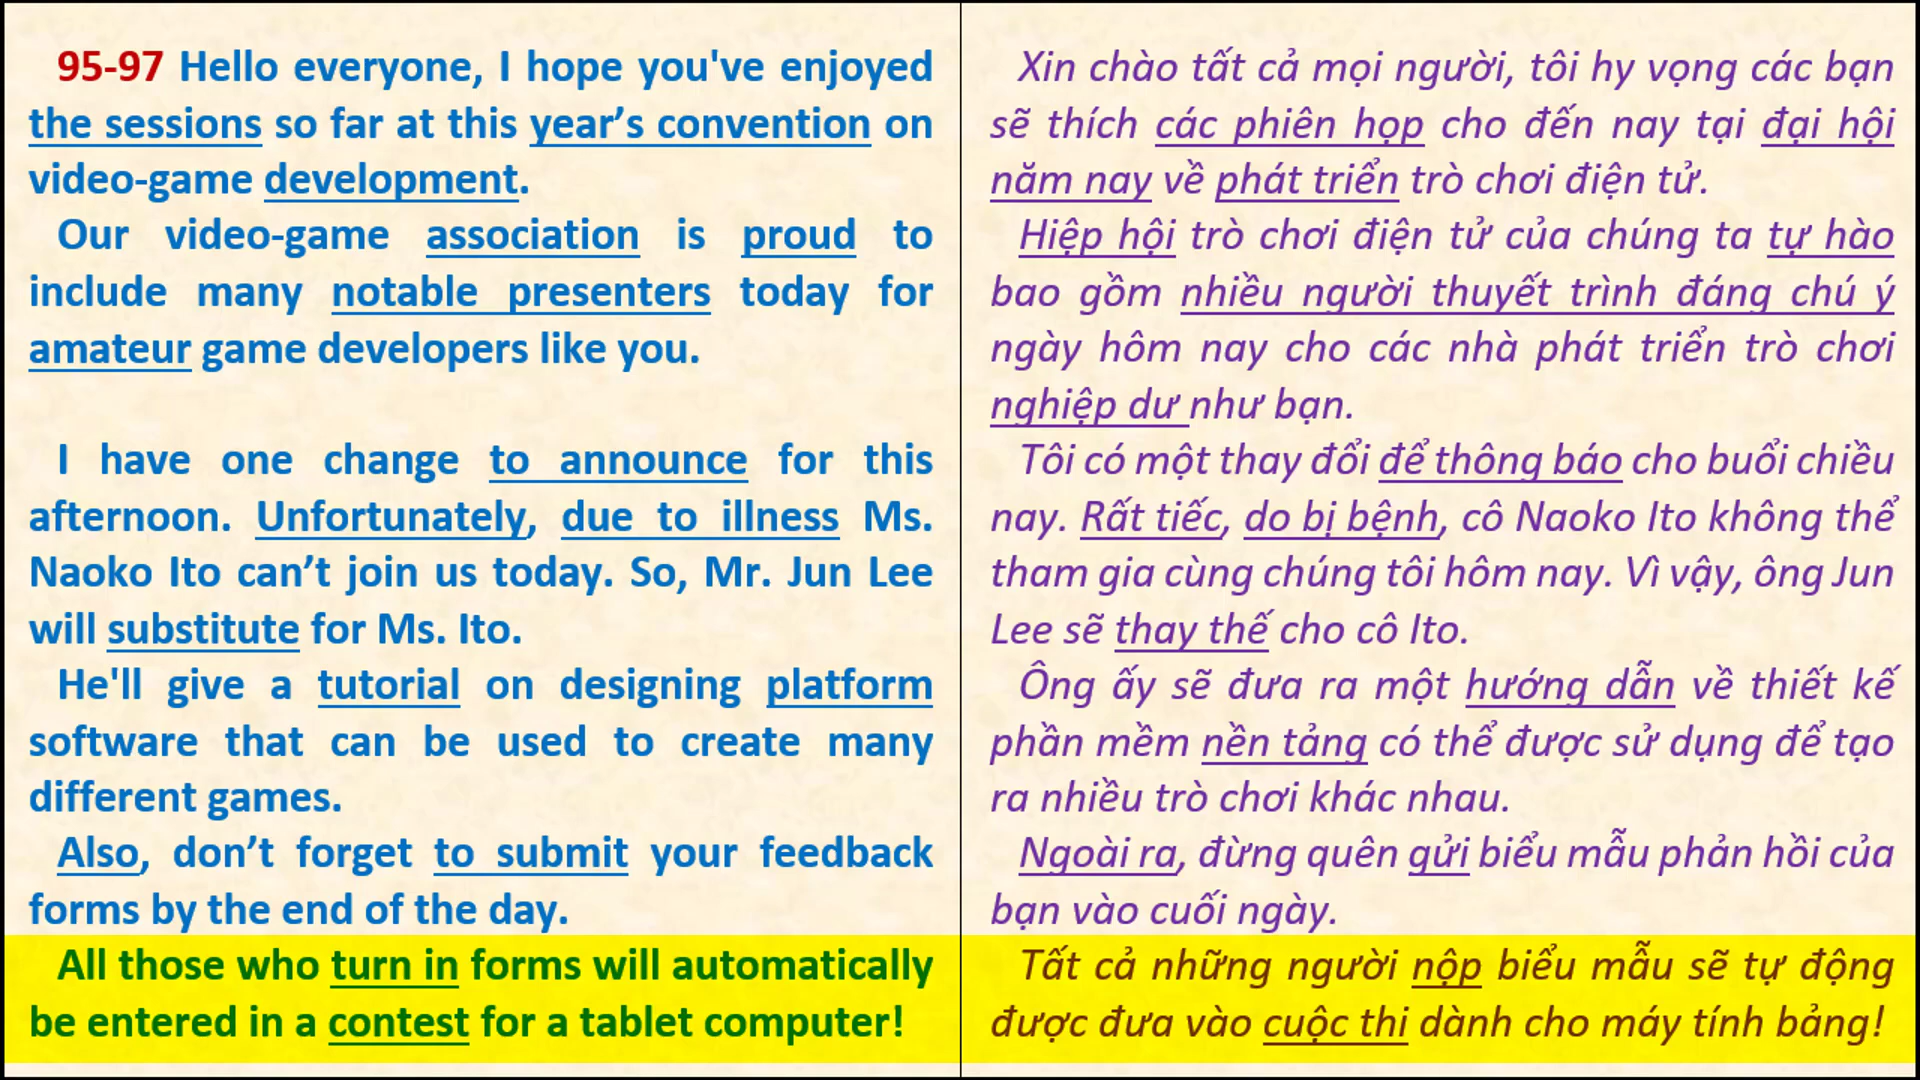 95-97 Hello everyone, I hope you've enjoyed
the sessions so far at this year’s convention on
video-game development.
Our video-game association is proud to
include many notable presenters today for
amateur game developers like you.
I have one change to announce for this
afternoon. Unfortunately, due to illness Ms.
Naoko Ito can’t join us today. So, Mr. Jun Lee
will substitute for Ms. Ito.
He'll give a tutorial on designing platform
software that can be used to create many
different games.
Also, don’t forget to submit your feedback
forms by the end of the day.
All those who turn in forms will automatically
be entered in a contest for a tablet computer!
Xin chào tất cả mọi người, tôi hy vọng các bạn
sẽ thích các phiên họp cho đến nay tại đại hội
năm nay về phát triển trò chơi điện tử.
Hiệp hội trò chơi điện tử của chúng ta tự hào
bao gồm nhiều người thuyết trình đáng chú ý
ngày hôm nay cho các nhà phát triển trò chơi
nghiệp dư như bạn.
Tôi có một thay đổi để thông báo cho buổi chiều
nay. Rất tiếc, do bị bệnh, cô Naoko Ito không thể
tham gia cùng chúng tôi hôm nay. Vì vậy, ông Jun
Lee sẽ thay thế cho cô Ito.
Ông ấy sẽ đưa ra một hướng dẫn về thiết kế
phần mềm nền tảng có thể được sử dụng để tạo
ra nhiều trò chơi khác nhau.
Ngoài ra, đừng quên gửi biểu mẫu phản hồi của
bạn vào cuối ngày.
Tất cả những người nộp biểu mẫu sẽ tự động
được đưa vào cuộc thi dành cho máy tính bảng!